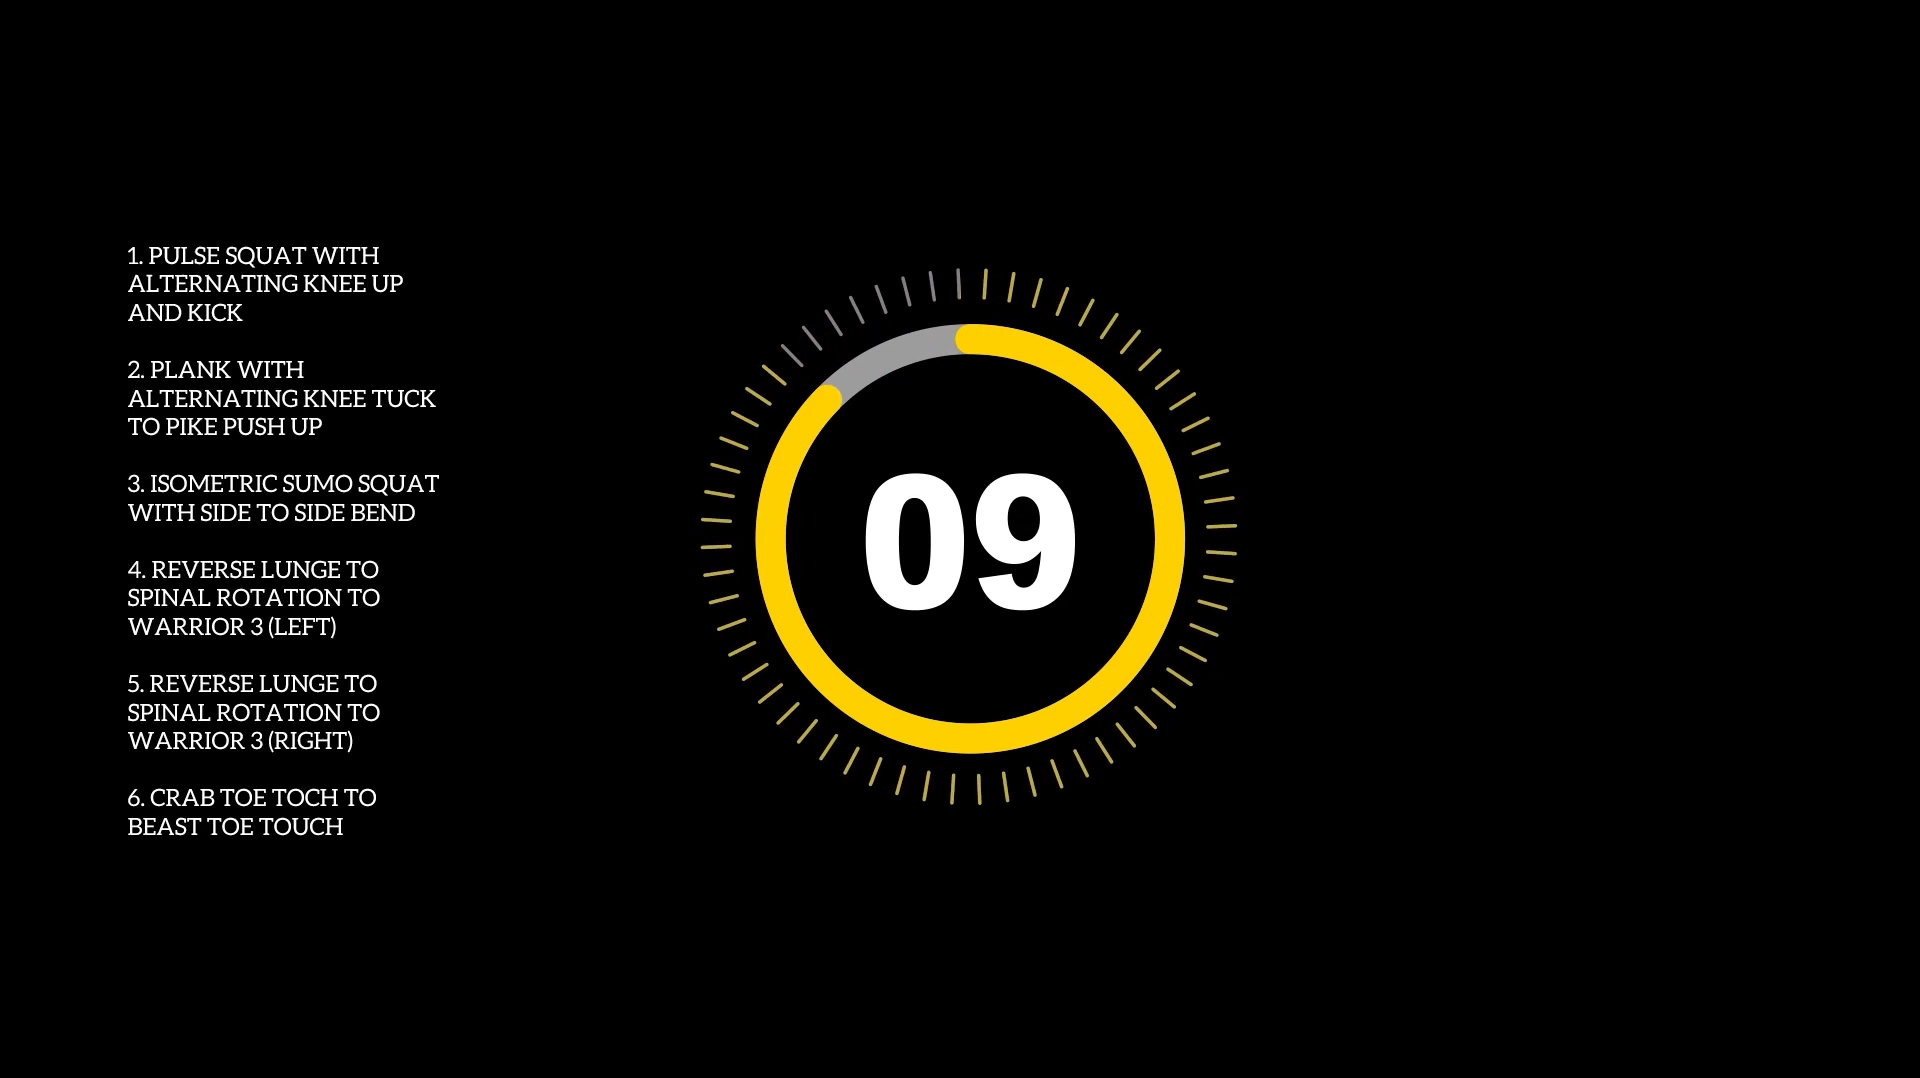 1. PULSE SQUAT WITH
ALTERNATING KNEE UP
AND KICK
2. PLANK WITH
ALTERNATING KNEE TUCK
TO PIKE PUSH UP
3. ISOMETRIC SUMO SQUAT
WITH SIDE TO SIDE BEND
4. REVERSE LUNGE TO
SPINAL ROTATION TO
WARRIOR 3 (LEFT)
5. REVERSE LUNGE TO
SPINAL ROTATION TO
WARRIOR 3 (RIGHT)
6. CRAB TOE TOCH TO
BEAST TOE TOUCH
09